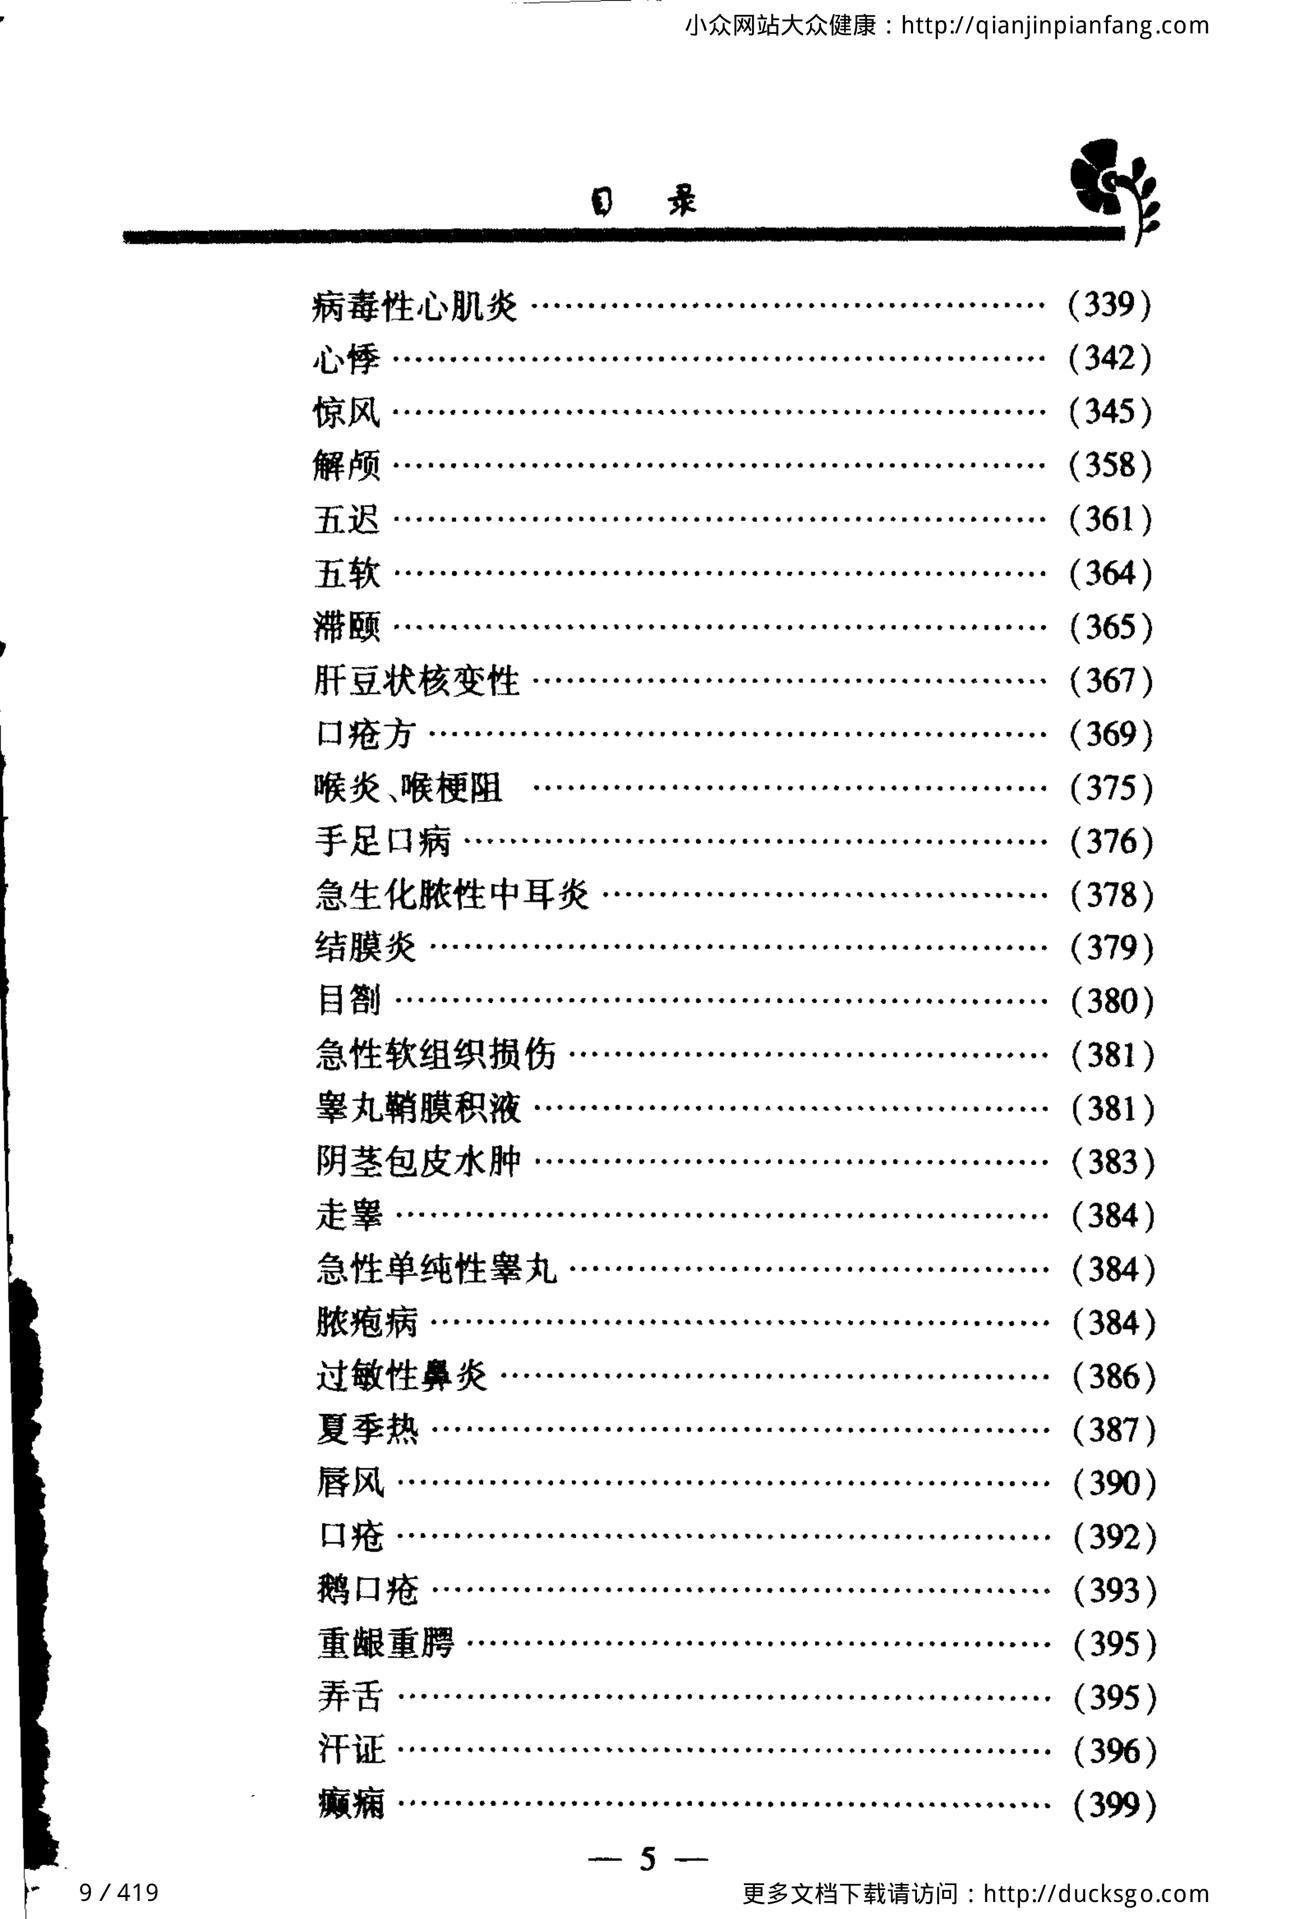 小众网站大众健康：http://qianjinpianfang.com
目 录
病毒性心肌炎 …………………………………… (339)
心悸 …………………………………… (342)
惊风 …………………………………… (345)
解颅 …………………………………… (358)
五迟 …………………………………… (361)
五软 …………………………………… (364)
滞颐 …………………………………… (365)
肝豆状核变性 …………………………………… (367)
口疮方 …………………………………… (369)
喉炎、喉梗阻 …………………………………… (375)
手足口病 …………………………………… (376)
急生化脓性中耳炎 …………………………………… (378)
结膜炎 …………………………………… (379)
目劄 …………………………………… (380)
急性软组织损伤 …………………………………… (381)
睾丸鞘膜积液 …………………………………… (381)
阴茎包皮水肿 …………………………………… (383)
走睾 …………………………………… (384)
急性单纯性睾丸 …………………………………… (384)
脓疱病 …………………………………… (384)
过敏性鼻炎 …………………………………… (386)
夏季热 …………………………………… (387)
唇风 …………………………………… (390)
口疮 …………………………………… (392)
鹅口疮 …………………………………… (393)
重龈重腭 …………………………………… (395)
弄舌 …………………………………… (395)
汗证 …………………………………… (396)
癫痫 …………………………………… (399)
— 5 —
9 / 419
更多文档下载请访问：http://ducksgo.com